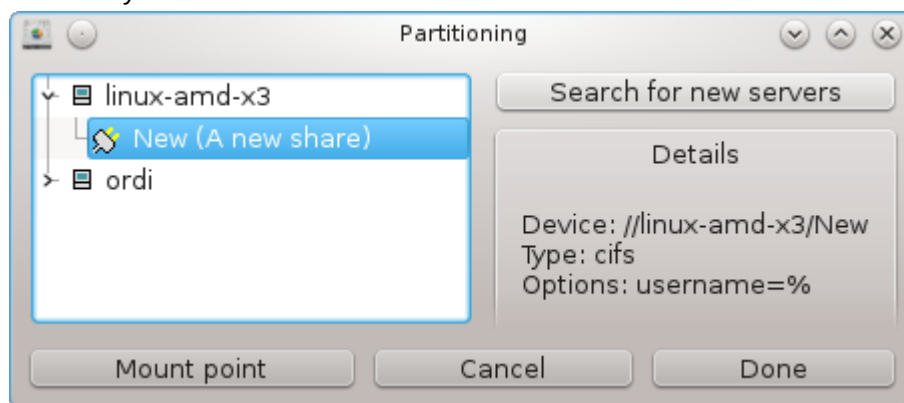 Partitioning
linux-amd-x3
New (A new share)
ordi
Search for new servers
Details
Device: //linux-amd-x3/New
Type: cifs
Options: username=%
Mount point
Cancel
Done